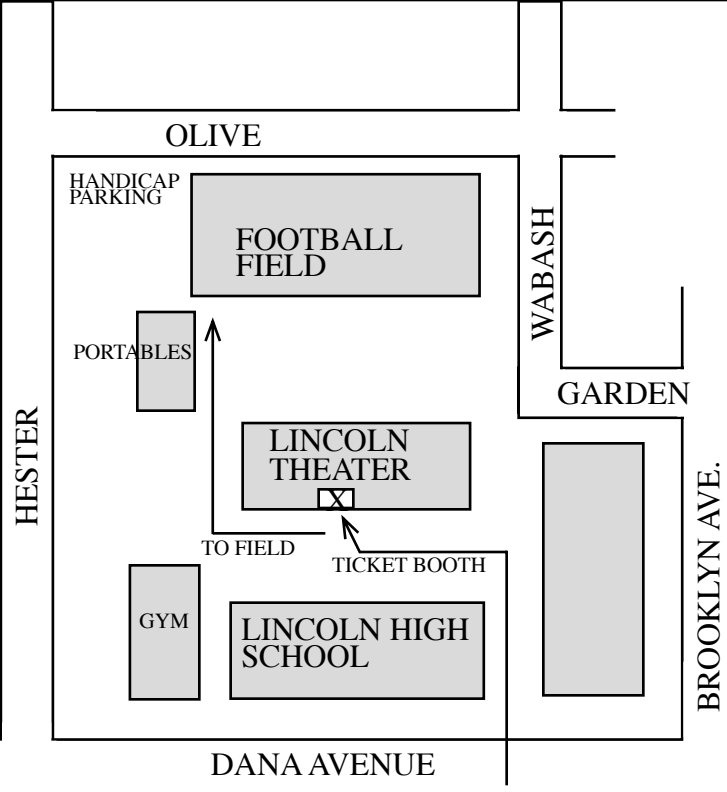 OLIVE
HANDICAP
PARKING
FOOTBALL
FIELD
WABASH
PORTABLES
GARDEN
HESTER
LINCOLN
THEATER
X
BROOKLYN AVE.
TO FIELD
TICKET BOOTH
GYM
LINCOLN HIGH
SCHOOL
DANA AVENUE